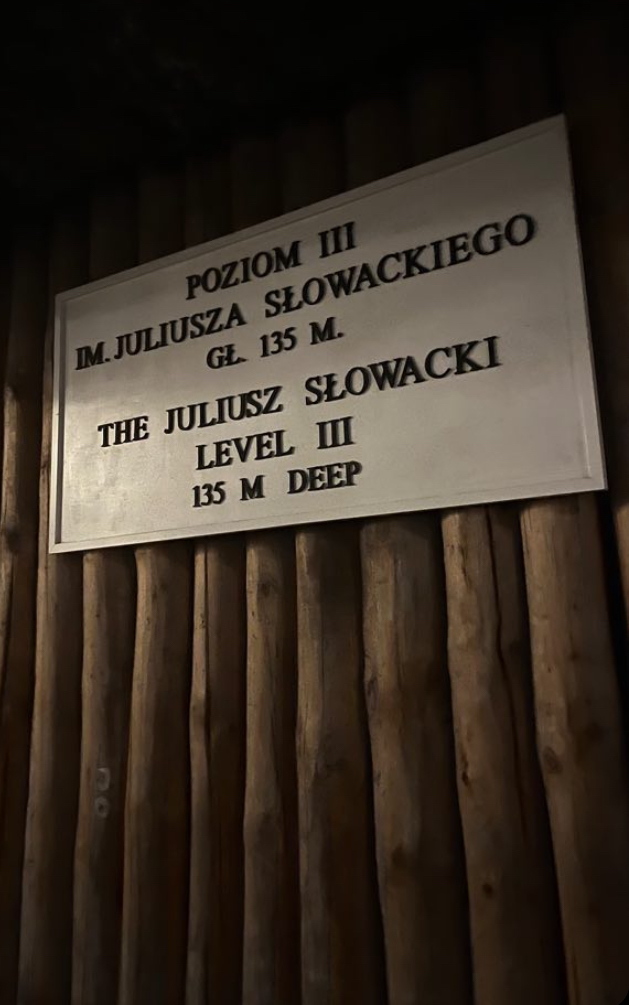 POZIOM III
IM. JULIUSZA SŁOWACKIEGO
GŁ. 135 M.
THE JULIUSZ SŁOWACKI
LEVEL III
135 M DEEP